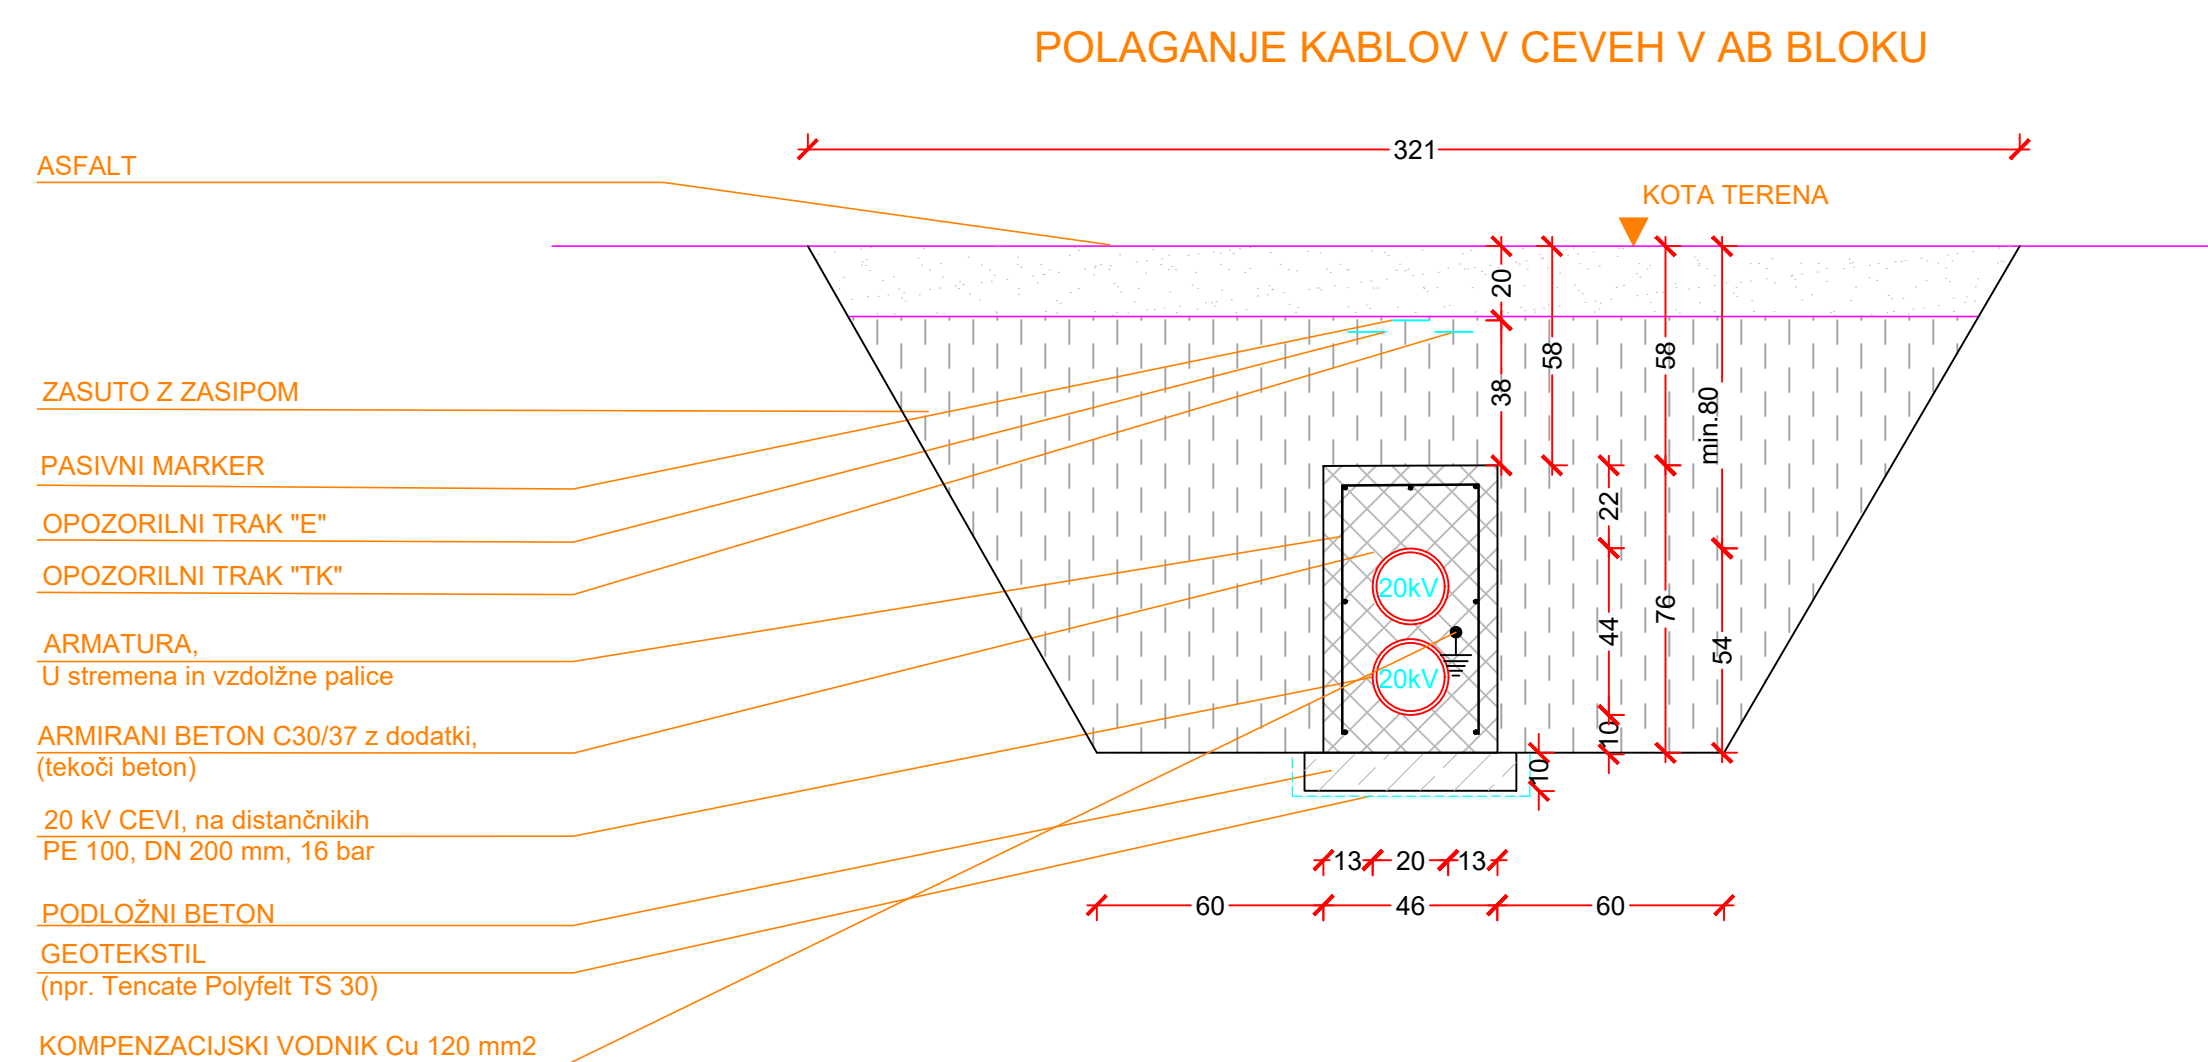 POLAGANJE KABLOV V CEVEH V AB BLOKU
321
ASFALT
KOTA TERENA
20
58
58
38
min.80
ZASUTO Z ZASIPOM
PASIVNI MARKER
OPOZORILNI TRAK "E"
OPOZORILNI TRAK "TK"
22
20kV
44
76
54
ARMATURA,
U stremena in vzdolžne palice
20kV
ARMIRANI BETON C30/37 z dodatki,
(tekoči beton)
10
10
20 kV CEVI, na distančnikih
PE 100, DN 200 mm, 16 bar
13 20 13
60 46 60
PODLOŽNI BETON
GEOTEKSTIL
(npr. Tencate Polyfelt TS 30)
KOMPENZACIJSKI VODNIK Cu 120 mm2